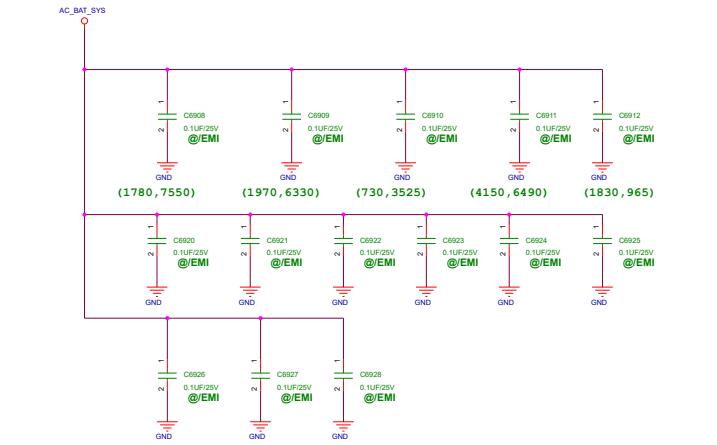 AC_BAT_SYS
1
C6908
0.1UF/25V
2
@/EMI
GND
(1780,7550)
1
C6909
0.1UF/25V
2
@/EMI
GND
(1970,6330)
1
C6910
0.1UF/25V
2
@/EMI
GND
(730,3525)
1
C6911
0.1UF/25V
2
@/EMI
GND
(4150,6490)
1
C6912
0.1UF/25V
2
@/EMI
GND
(1830,965)
1
C6920
0.1UF/25V
2
@/EMI
GND
1
C6921
0.1UF/25V
2
@/EMI
GND
1
C6922
0.1UF/25V
2
@/EMI
GND
1
C6923
0.1UF/25V
2
@/EMI
GND
1
C6924
0.1UF/25V
2
@/EMI
GND
1
C6925
0.1UF/25V
2
@/EMI
GND
1
C6926
0.1UF/25V
2
@/EMI
GND
1
C6927
0.1UF/25V
2
@/EMI
GND
1
C6928
0.1UF/25V
2
@/EMI
GND